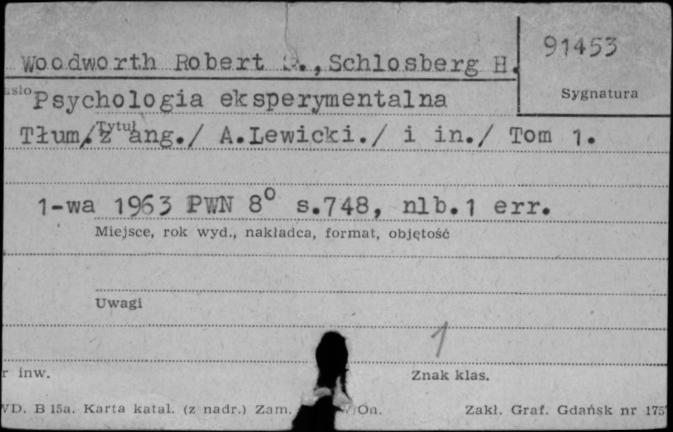 91453
Woodworth Robert S., Schlosberg H.
Sygnatura
Psychologia eksperymentalna
Tytuł
Tłum./z ang./ A.Lewicki./ i in./ Tom 1.
1-wa 1963 PWN 8° s.748, nlb.1 err.
Miejsce, rok wyd., nakładca, format, objętość
Uwagi
1
r inw.
Znak klas.
WD. B 15a. Karta katal. (z nadr.) Zam.
Zakł. Graf. Gdańsk nr 175